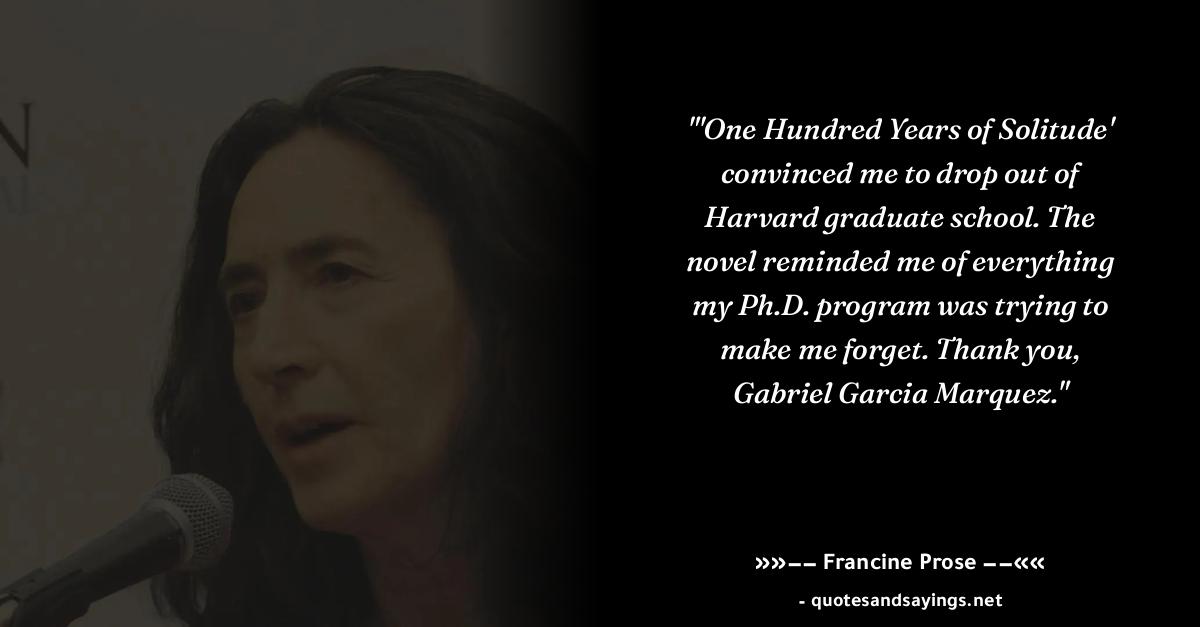 N
"'One Hundred Years of Solitude'
convinced me to drop out of
Harvard graduate school. The
novel reminded me of everything
my Ph.D. program was trying to
make me forget. Thank you,
Gabriel Garcia Marquez."
»»−− Francine Prose −−««
- quotesandsayings.net